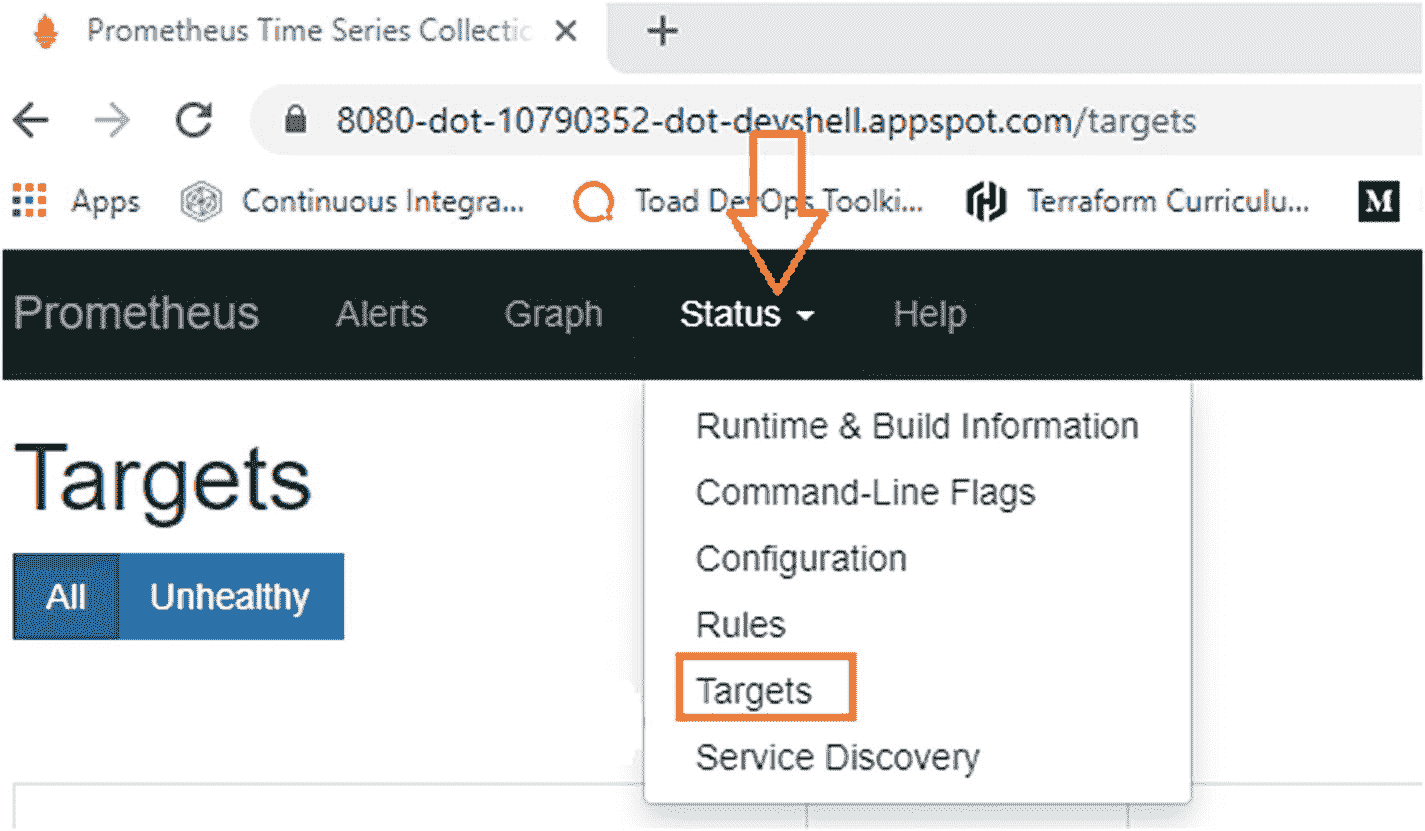 Prometheus Time Series Collectic
8080-dot-10790352-dot-devshell.appspot.com/targets
Apps Continuous Integra... Toad DevOps Toolki... Terraform Curriculu... M
Prometheus Alerts Graph Status Help
Runtime & Build Information
Command-Line Flags
Configuration
Rules
Targets
Service Discovery
Targets
All Unhealthy